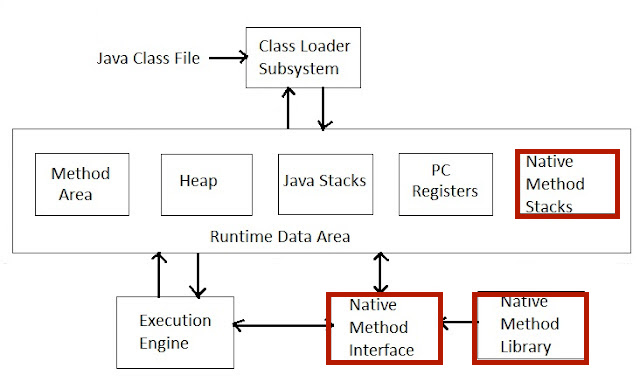 Java Class File
Class Loader
Subsystem
Method
Area
Heap
Java Stacks
PC
Registers
Native
Method
Stacks
Runtime Data Area
Execution
Engine
Native
Method
Interface
Native
Method
Library